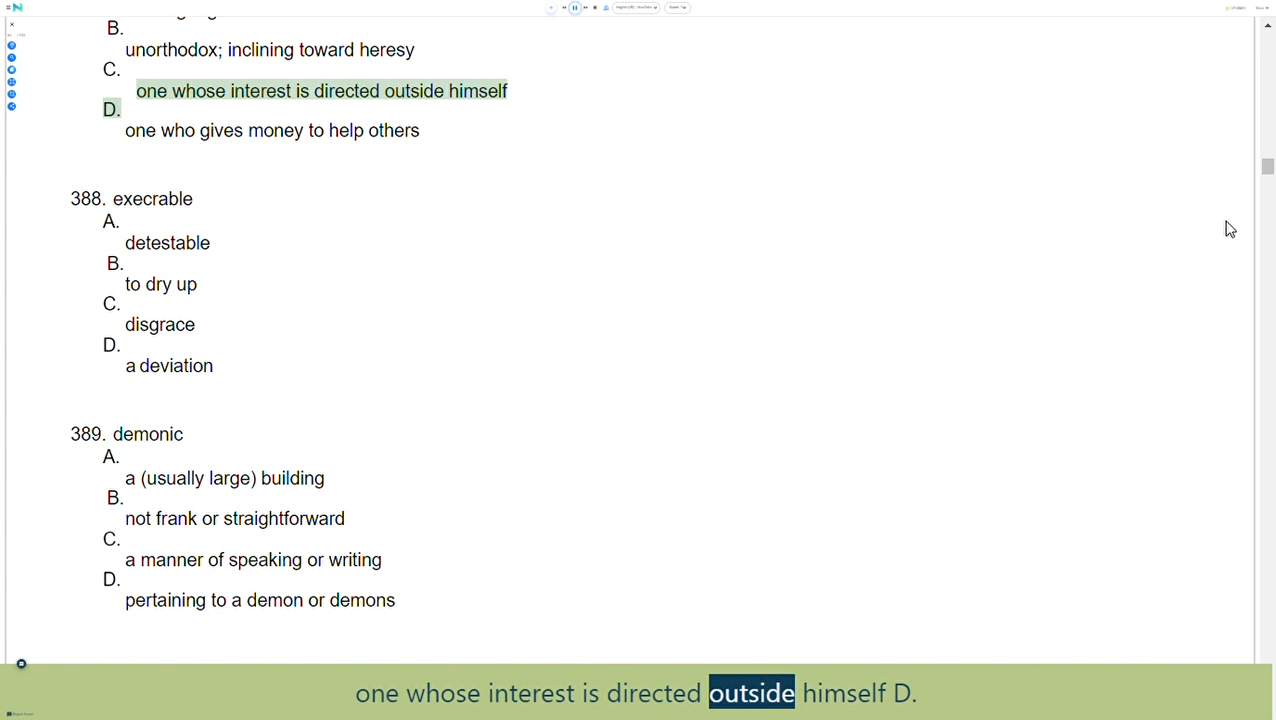 B.
unorthodox; inclining toward heresy
C.
one whose interest is directed outside himself
D.
one who gives money to help others
388. execrable
A.
detestable
B.
to dry up
C.
disgrace
D.
a deviation
389. demonic
A.
a (usually large) building
B.
not frank or straightforward
C.
a manner of speaking or writing
D.
pertaining to a demon or demons
one whose interest is directed outside himself D.